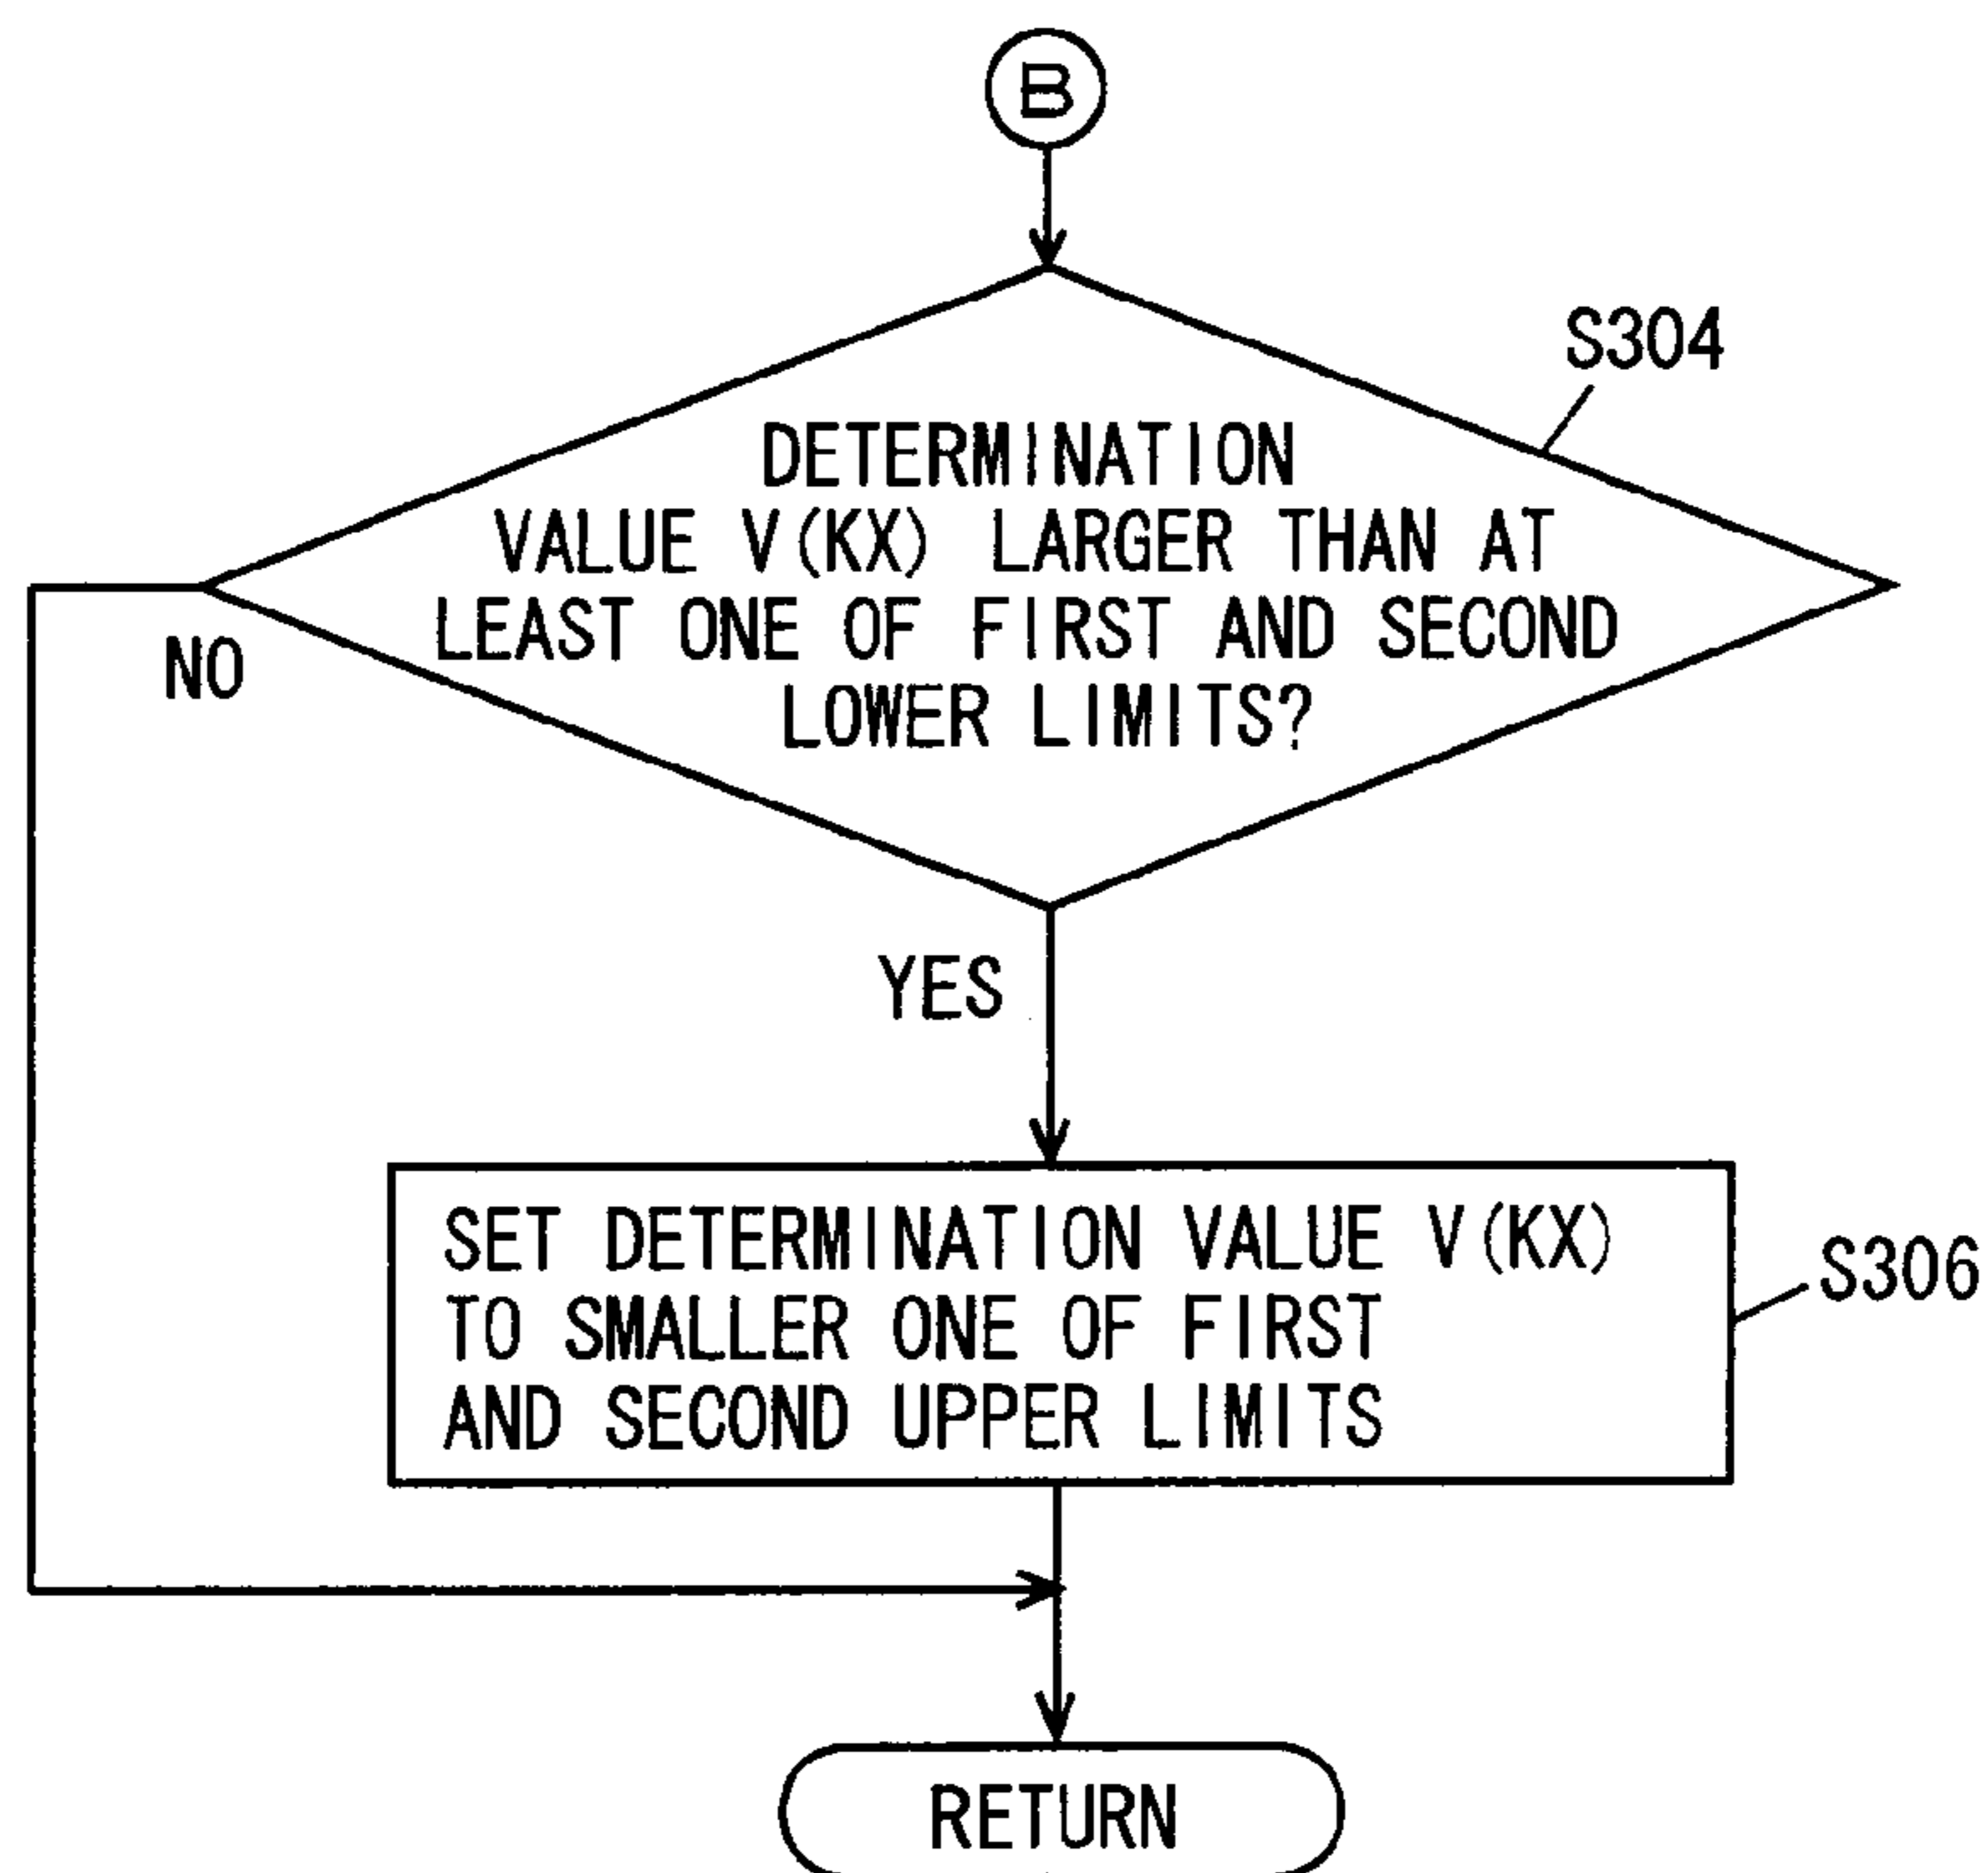 B
S304
DETERMINATION
VALUE V(KX) LARGER THAN AT
LEAST ONE OF FIRST AND SECOND
LOWER LIMITS?
NO
YES
SET DETERMINATION VALUE V(KX)
TO SMALLER ONE OF FIRST
AND SECOND UPPER LIMITS
S306
RETURN